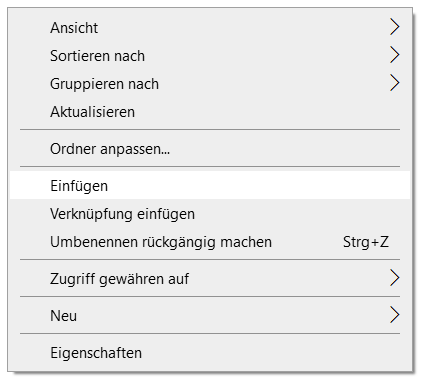 Ansicht
Sortieren nach
Gruppieren nach
Aktualisieren
Ordner anpassen...
Einfügen
Verknüpfung einfügen
Umbenennen rückgängig machen Strg+Z
Zugriff gewähren auf
Neu
Eigenschaften